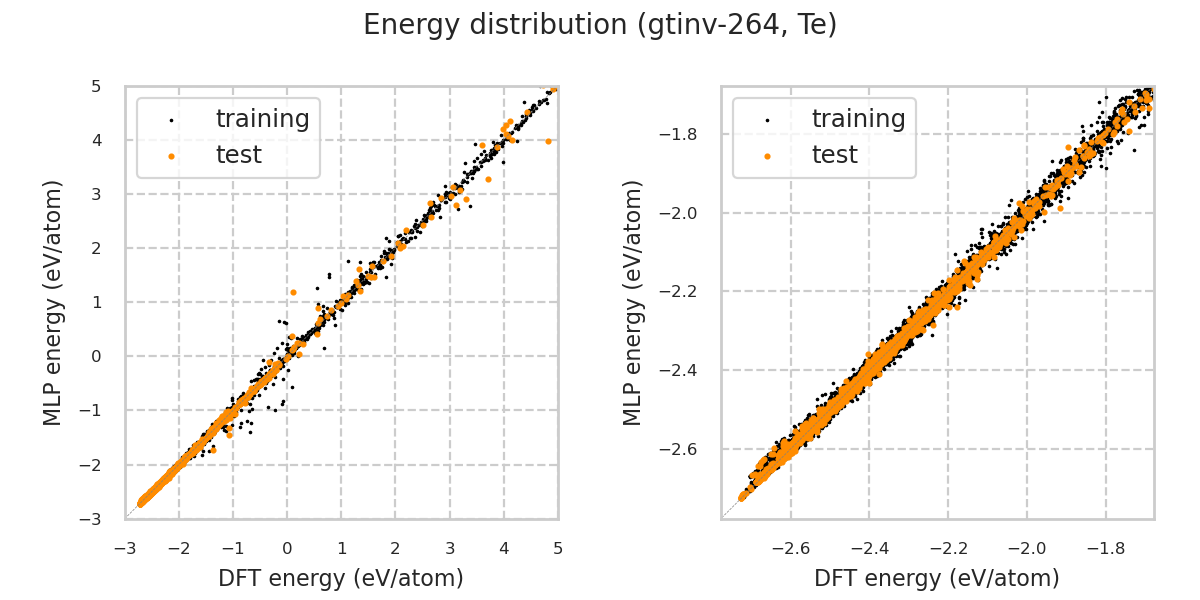 Energy distribution (gtinv-264, Te)
training
test
MLP energy (eV/atom)
5
4
3
2
1
0
−1
−2
−3
−3 −2 −1 0 1 2 3 4 5
DFT energy (eV/atom)
training
test
MLP energy (eV/atom)
−1.8
−2.0
−2.2
−2.4
−2.6
−2.6 −2.4 −2.2 −2.0 −1.8
DFT energy (eV/atom)